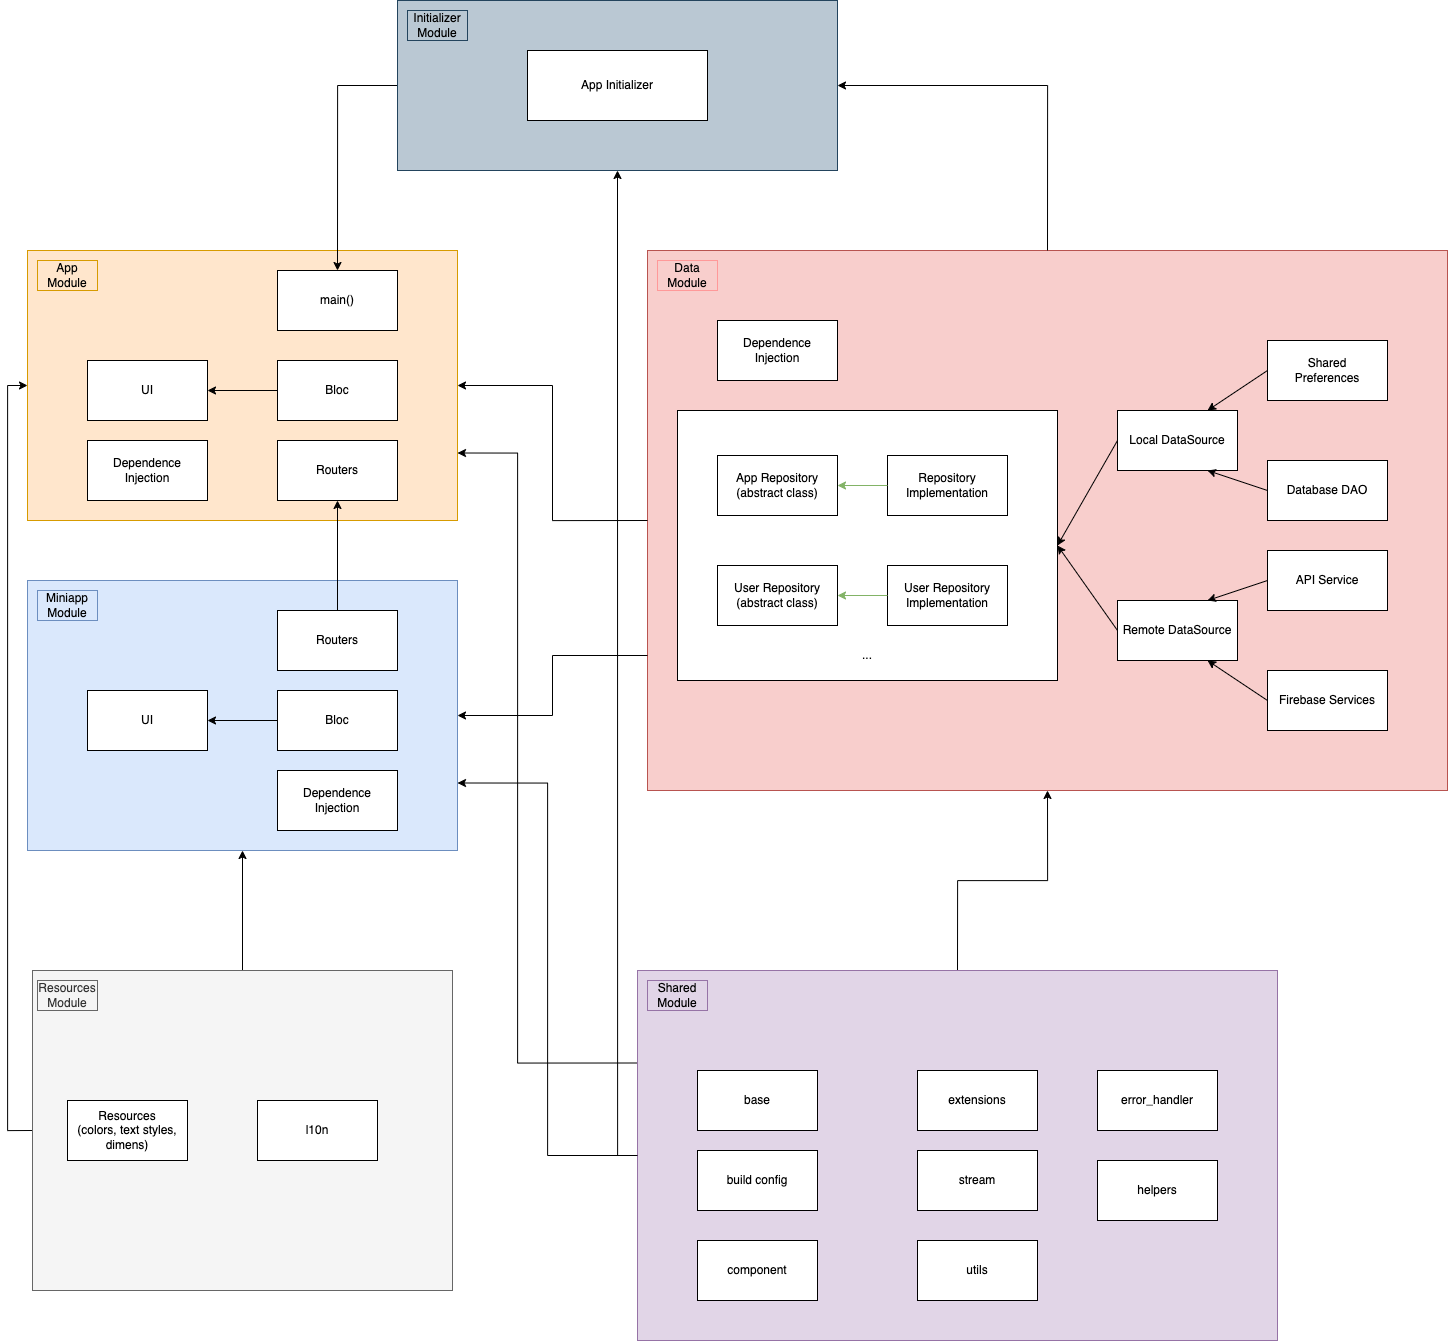 Initializer
Module
App Initializer
App
Module
main()
UI
Bloc
Dependence
Injection
Routers
Data
Module
Dependence
Injection
App Repository
(abstract class)
Repository
Implementation
User Repository
(abstract class)
User Repository
Implementation
...
Local DataSource
Remote DataSource
Shared
Preferences
Database DAO
API Service
Firebase Services
Miniapp
Module
Routers
UI
Bloc
Dependence
Injection
Resources
Module
Resources
(colors, text styles,
dimens)
l10n
Shared
Module
base
extensions
error_handler
build config
stream
helpers
component
utils